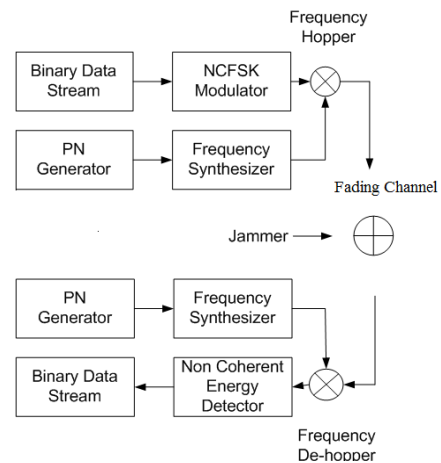 Frequency
Hopper
Binary Data
Stream
NCFSK
Modulator
PN
Generator
Frequency
Synthesizer
Fading Channel
Jammer
PN
Generator
Frequency
Synthesizer
Binary Data
Stream
Non Coherent
Energy
Detector
Frequency
De-hopper